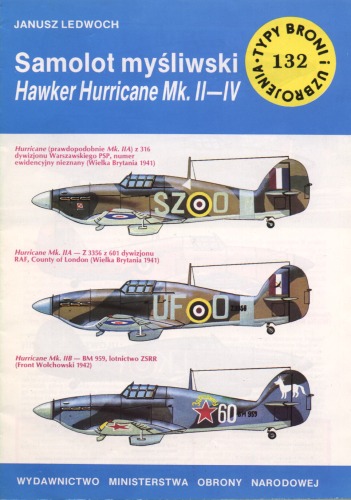 JANUSZ LEDWOCH
Samolot myśliwski
Hawker Hurricane Mk. II—IV
TYPY BRONI i UZBROJENIA •
132
Hurricane (prawdopodobnie Mk. IIA) z 316
dywizjonu Warszawskiego PSP, numer
ewidencyjny nieznany (Wielka Brytania 1941)
SZ O
Hurricane Mk. IIA — Z 3356 z 601 dywizjonu
RAF, County of London (Wielka Brytania 1941)
UF O
Hurricane Mk. IIB — BM 959, lotnictwo ZSRR
(Front Wołchowski 1942)
60 BM 959
WYDAWNICTWO MINISTERSTWA OBRONY NARODOWEJ